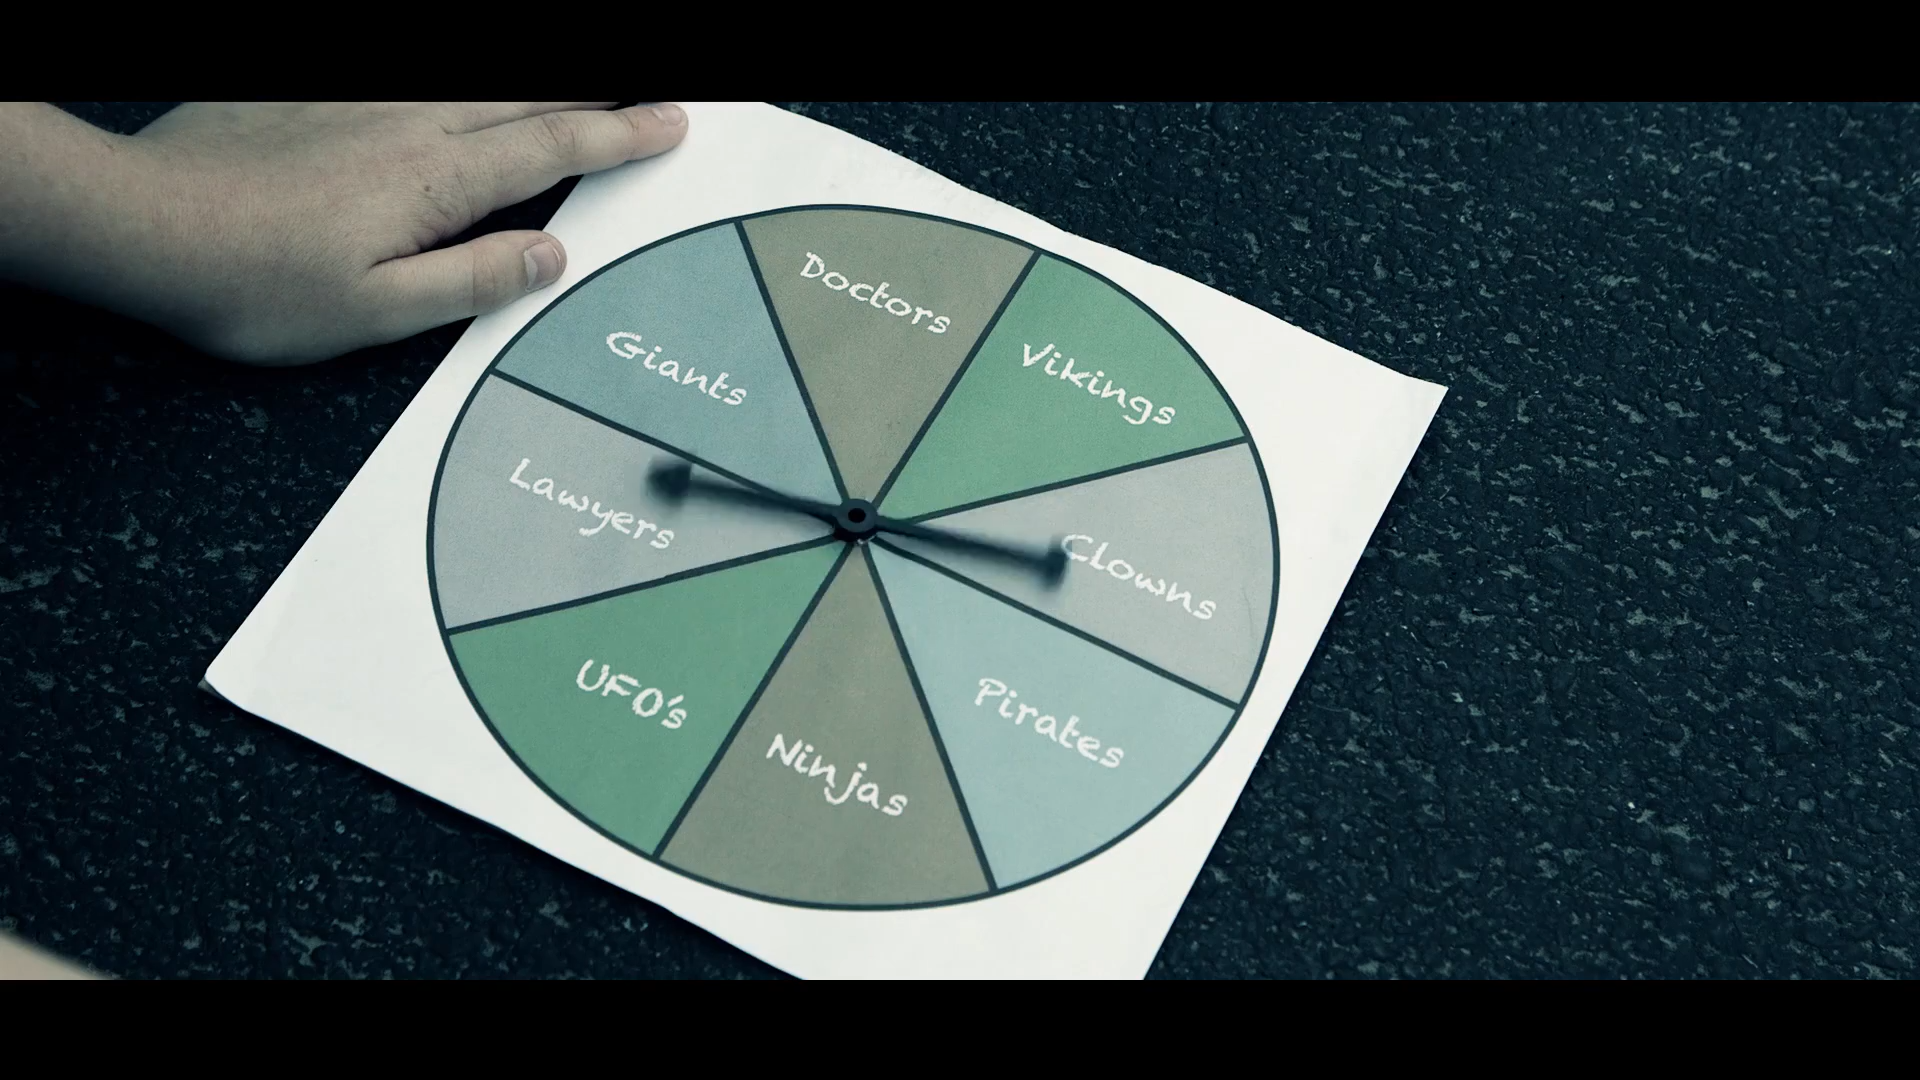 Doctors
Vikings
Giants
Lawyers
Clowns
UFO's
Pirates
Ninjas